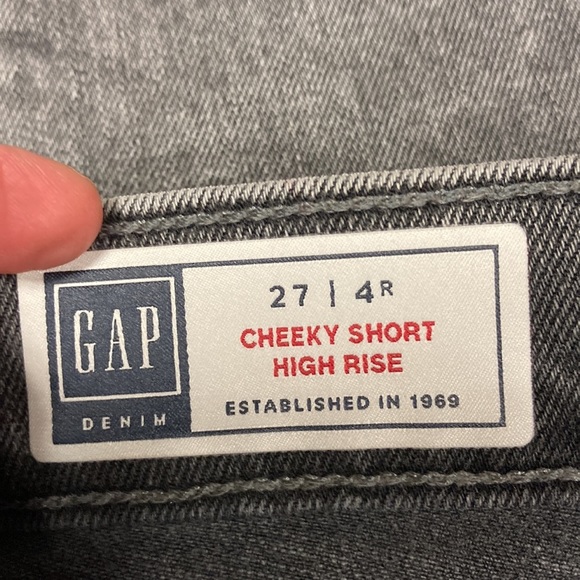 GAP
DENIM
27 | 4R
CHEEKY SHORT
HIGH RISE
ESTABLISHED IN 1969